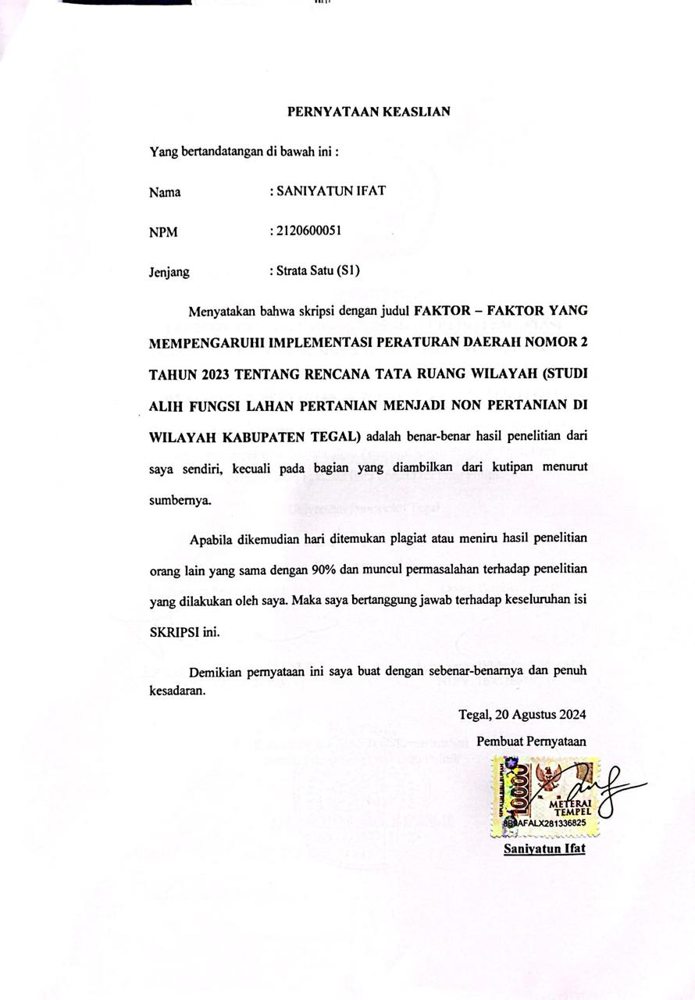 PERNYATAAN KEASLIAN
Yang bertandatangan di bawah ini :
Nama : SANIYATUN IFAT
NPM : 2120600051
Jenjang : Strata Satu (S1)
Menyatakan bahwa skripsi dengan judul FAKTOR – FAKTOR YANG
MEMPENGARUHI IMPLEMENTASI PERATURAN DAERAH NOMOR 2
TAHUN 2023 TENTANG RENCANA TATA RUANG WILAYAH (STUDI
ALIH FUNGSI LAHAN PERTANIAN MENJADI NON PERTANIAN DI
WILAYAH KABUPATEN TEGAL) adalah benar-benar hasil penelitian dari
saya sendiri, kecuali pada bagian yang diambilkan dari kutipan menurut
sumbernya.
Apabila dikemudian hari ditemukan plagiat atau meniru hasil penelitian
orang lain yang sama dengan 90% dan muncul permasalahan terhadap penelitian
yang dilakukan oleh saya. Maka saya bertanggung jawab terhadap keseluruhan isi
SKRIPSI ini.
Demikian pernyataan ini saya buat dengan sebenar-benarnya dan penuh
kesadaran.
Tegal, 20 Agustus 2024
Pembuat Pernyataan
10000
METERAI
TEMPEL
AFALX281336825
Saniyatun Ifat